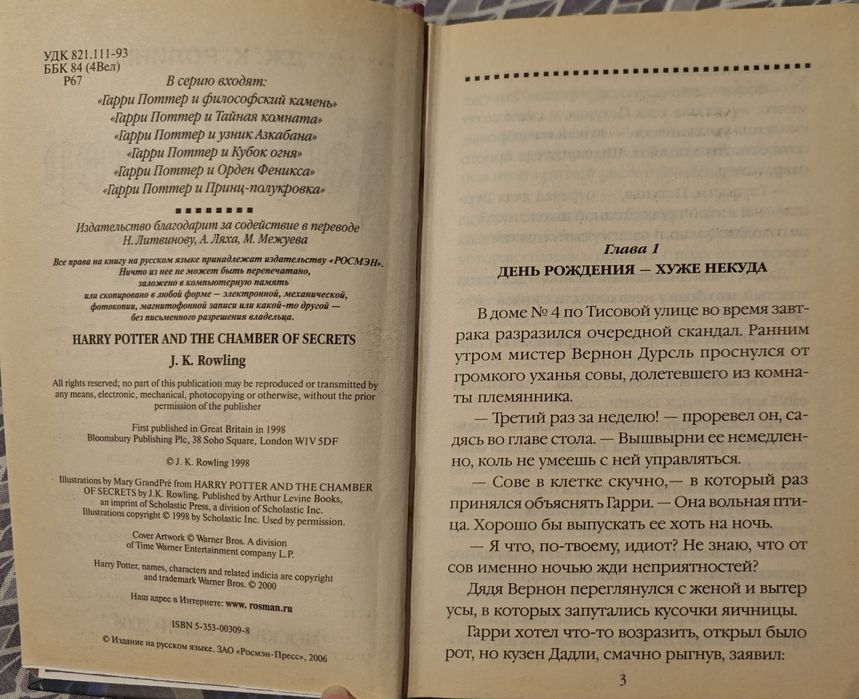 УДК 821.111-93
ББК 84 (4Вел)
Р67
В серию входят:
«Гарри Поттер и философский камень»
«Гарри Поттер и Тайная комната»
«Гарри Поттер и узник Азкабана»
«Гарри Поттер и Кубок огня»
«Гарри Поттер и Орден Феникса»
«Гарри Поттер и Принц-полукровка»
Издательство благодарит за содействие в переводе
Н. Литвинову, А. Ляха, М. Межуева
Все права на книгу на русском языке принадлежат издательству «РОСМЭН».
Ничто из нее не может быть перепечатано,
заложено в компьютерную память
или скопировано в любой форме — электронной, механической,
фотокопии, магнитофонной записи или какой-то другой —
без письменного разрешения владельца.
HARRY POTTER AND THE CHAMBER OF SECRETS
J. K. Rowling
All rights reserved; no part of this publication may be reproduced or transmitted by
any means, electronic, mechanical, photocopying or otherwise, without the prior
permission of the publisher
First published in Great Britain in 1998
Bloomsbury Publishing Plc, 38 Soho Square, London W1V 5DF
© J. K. Rowling 1998
Illustrations by Mary GrandPré from HARRY POTTER AND THE CHAMBER
OF SECRETS by J.K. Rowling. Published by Arthur Levine Books,
an imprint of Scholastic Press, a division of Scholastic Inc.
Illustrations copyright © 1998 by Scholastic Inc. Used by permission.
Cover Artwork © Warner Bros. A division
of Time Warner Entertainment company L.P.
Harry Potter, names, characters and related indicia are copyright
and trademark Warner Bros. © 2000
Наш адрес в Интернете: www. rosman.ru
ISBN 5-353-00309-8
© Издание на русском языке. ЗАО «Росмэн-Пресс», 2006
Глава 1
ДЕНЬ РОЖДЕНИЯ — ХУЖЕ НЕКУДА
В доме № 4 по Тисовой улице во время завт-
рака разразился очередной скандал. Ранним
утром мистер Вернон Дурсль проснулся от
громкого уханья совы, долетевшего из комна-
ты племянника.
— Третий раз за неделю! — проревел он, са-
дясь во главе стола. — Вышвырни ее немедлен-
но, коль не умеешь с ней управляться.
— Сове в клетке скучно,— в который раз
принялся объяснять Гарри. — Она вольная пти-
ца. Хорошо бы выпускать ее хоть на ночь.
— Я что, по-твоему, идиот? Не знаю, что от
сов именно ночью жди неприятностей?
Дядя Вернон переглянулся с женой и вытер
усы, в которых запутались кусочки яичницы.
Гарри хотел что-то возразить, открыл было
рот, но кузен Дадли, смачно рыгнув, заявил:
3